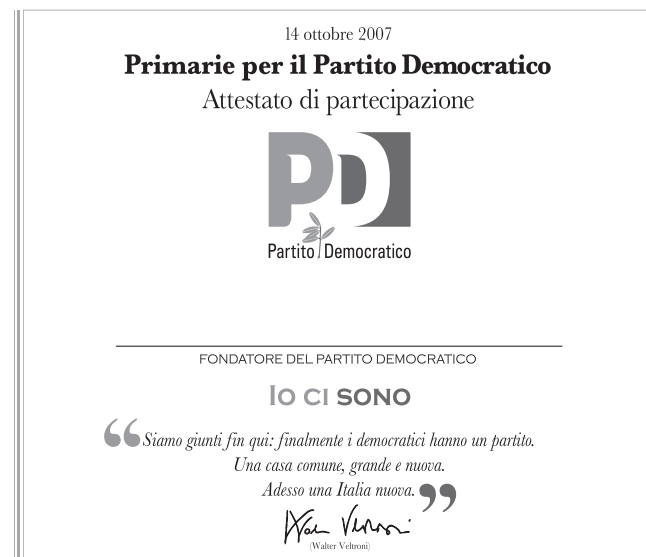 14 ottobre 2007
Primarie per il Partito Democratico
Attestato di partecipazione
PD
Partito Democratico
FONDATORE DEL PARTITO DEMOCRATICO
IO CI SONO
“Siamo giunti fin qui: finalmente i democratici hanno un partito.
Una casa comune, grande e nuova.
Adesso una Italia nuova.”
Walter Veltroni
(Walter Veltroni)